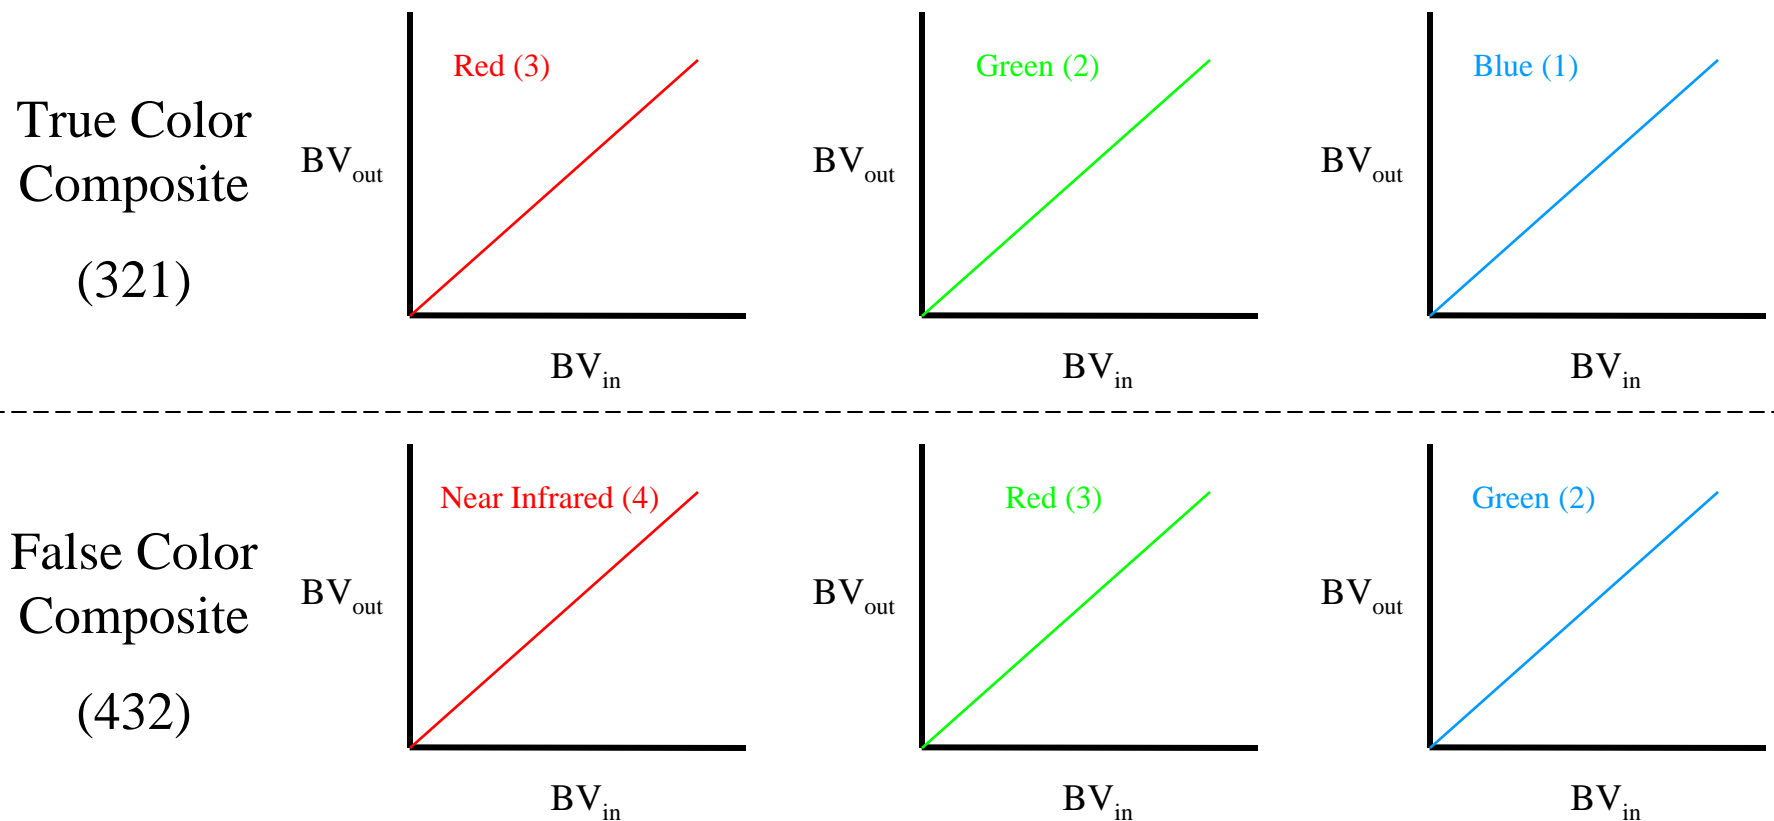 True Color
Composite
(321)
Red (3)
BVout
BVin
Green (2)
BVout
BVin
Blue (1)
BVout
BVin
False Color
Composite
(432)
Near Infrared (4)
BVout
BVin
Red (3)
BVout
BVin
Green (2)
BVout
BVin